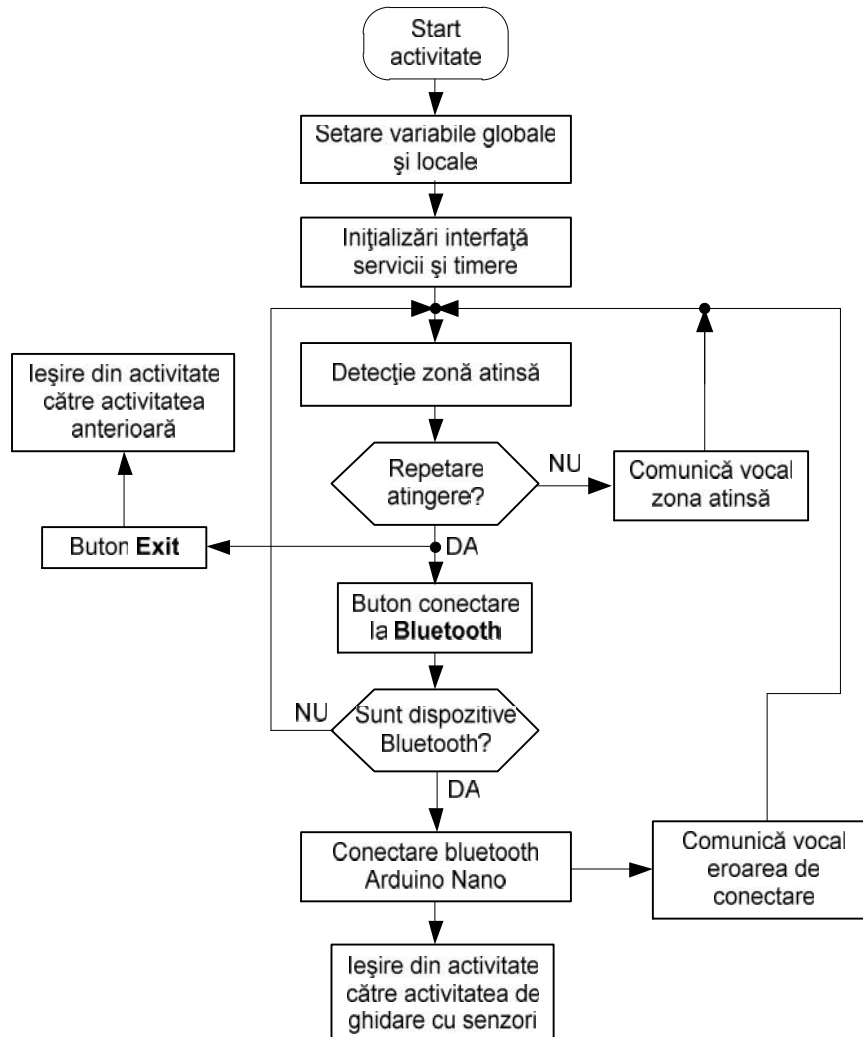 Start
activitate
Setare variabile globale
şi locale
Iniţializări interfaţă
servicii şi timere
Detecţie zonă atinsă
Ieşire din activitate
către activitatea
anterioară
Repetare
atingere?
NU
Comunică vocal
zona atinsă
Buton Exit
DA
Buton conectare
la Bluetooth
NU
Sunt dispozitive
Bluetooth?
DA
Conectare bluetooth
Arduino Nano
Comunică vocal
eroarea de
conectare
Ieşire din activitate
către activitatea de
ghidare cu senzori